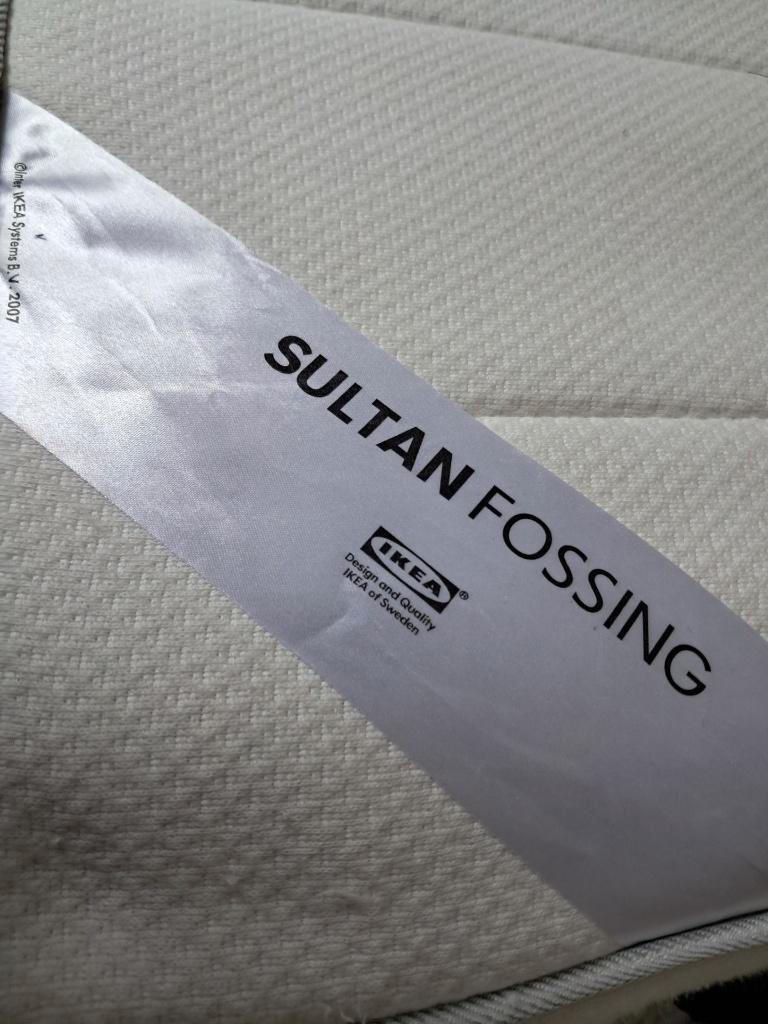 ©Inter IKEA Systems B.V. 2007
SULTAN FOSSING
IKEA®
Design and Quality
IKEA of Sweden